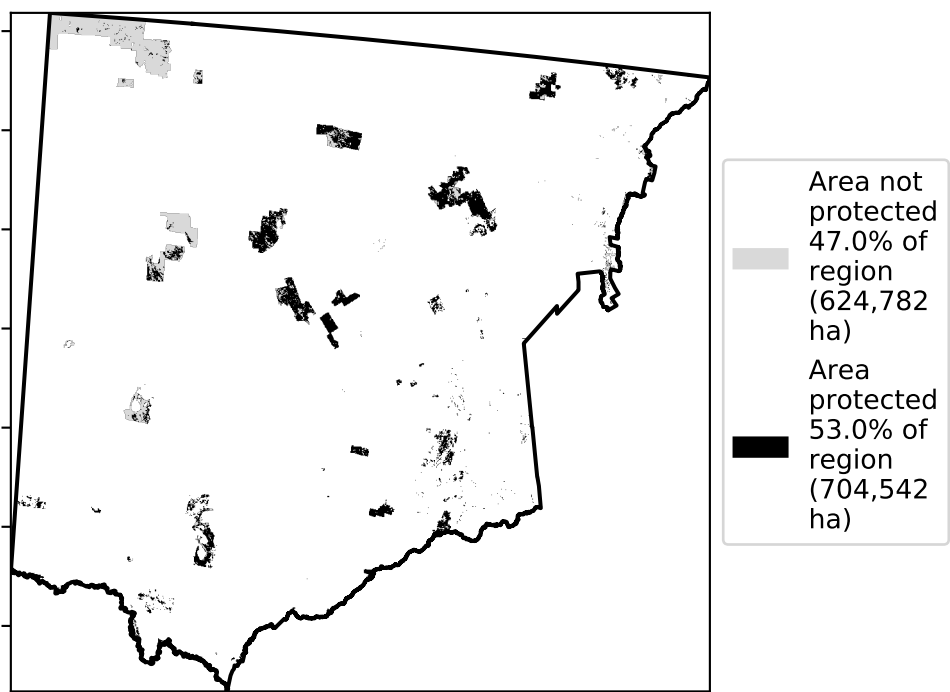 Area not
protected
47.0% of
region
(624,782
ha)
Area
protected
53.0% of
region
(704,542
ha)